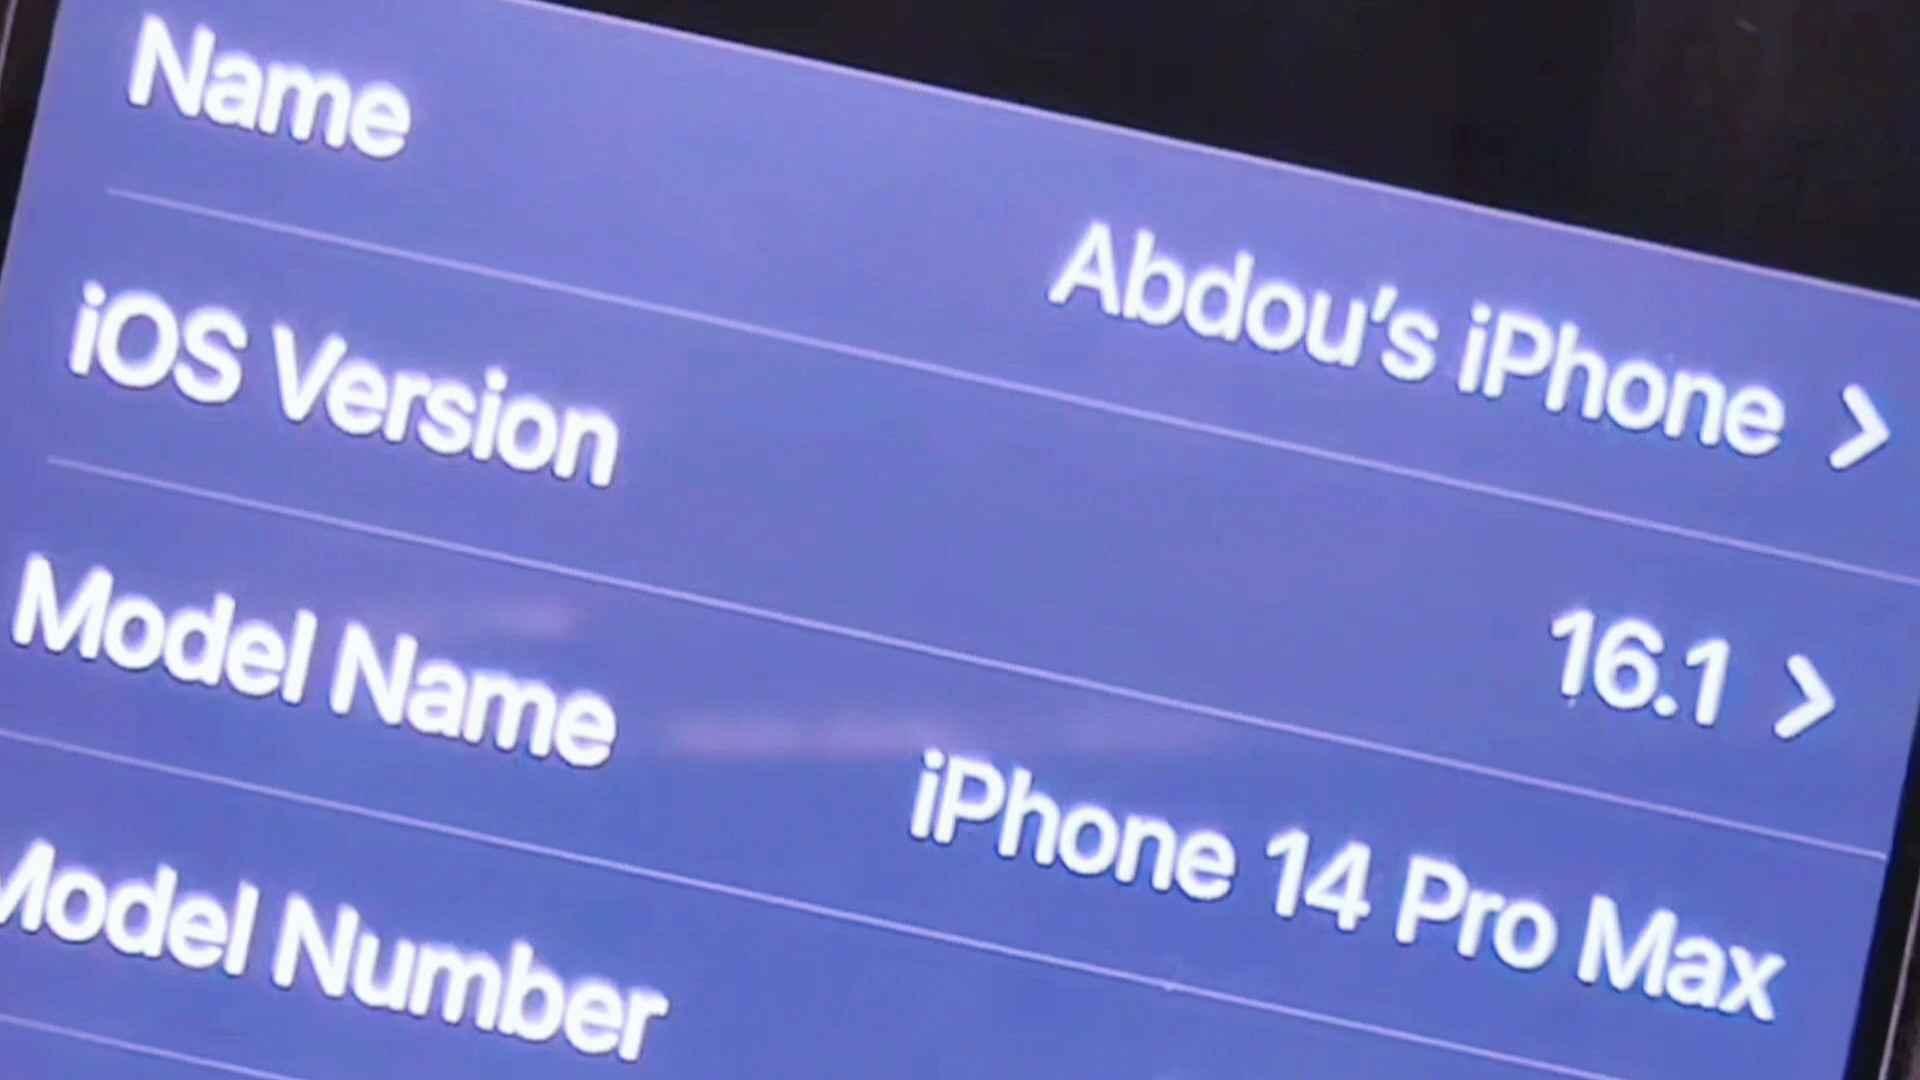 Name
Abdou's iPhone
iOS Version
16.1
Model Name
iPhone 14 Pro Max
Model Number